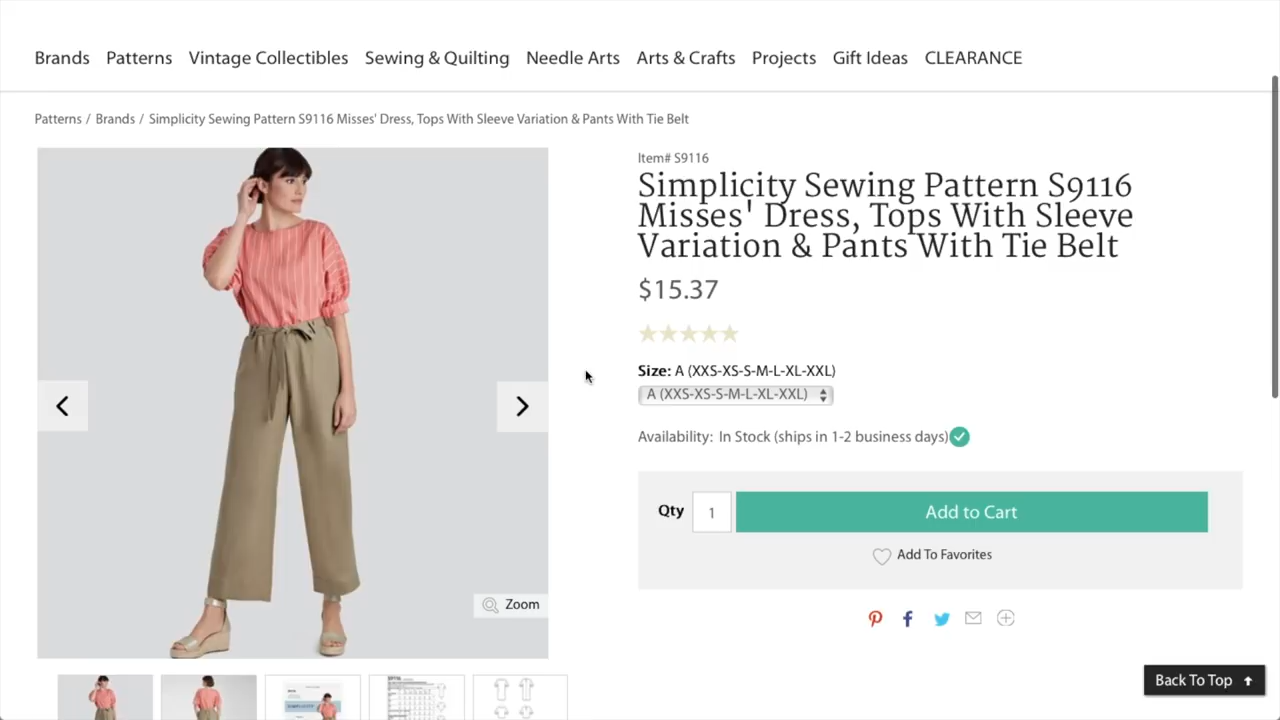 Brands Patterns Vintage Collectibles Sewing & Quilting Needle Arts Arts & Crafts Projects Gift Ideas CLEARANCE
Patterns / Brands / Simplicity Sewing Pattern S9116 Misses' Dress, Tops With Sleeve Variation & Pants With Tie Belt
Item# S9116
Simplicity Sewing Pattern S9116
Misses' Dress, Tops With Sleeve
Variation & Pants With Tie Belt
$15.37
Size: A (XXS-XS-S-M-L-XL-XXL)
A (XXS-XS-S-M-L-XL-XXL)
Availability: In Stock (ships in 1-2 business days)
Qty 1 Add to Cart
Add To Favorites
Zoom
Back To Top